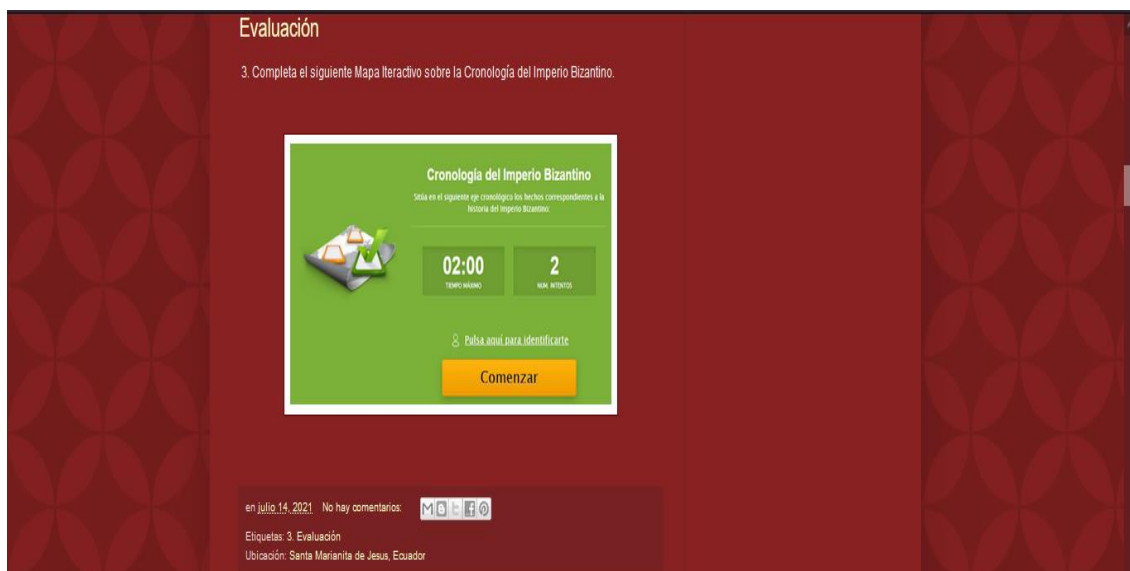 Evaluación
3. Completa el siguiente Mapa Iteractivo sobre la Cronología del Imperio Bizantino.
Cronología del Imperio Bizantino
Sitúa en el siguiente eje cronológico los hechos correspondientes a la
historia del Imperio Bizantino:
02:00
2
TIEMPO MÁXIMO
NUM. INTENTOS
Pulsa aquí para identificarte
Comenzar
en julio 14, 2021 No hay comentarios:
Etiquetas: 3. Evaluación
Ubicación: Santa Marianita de Jesus, Ecuador